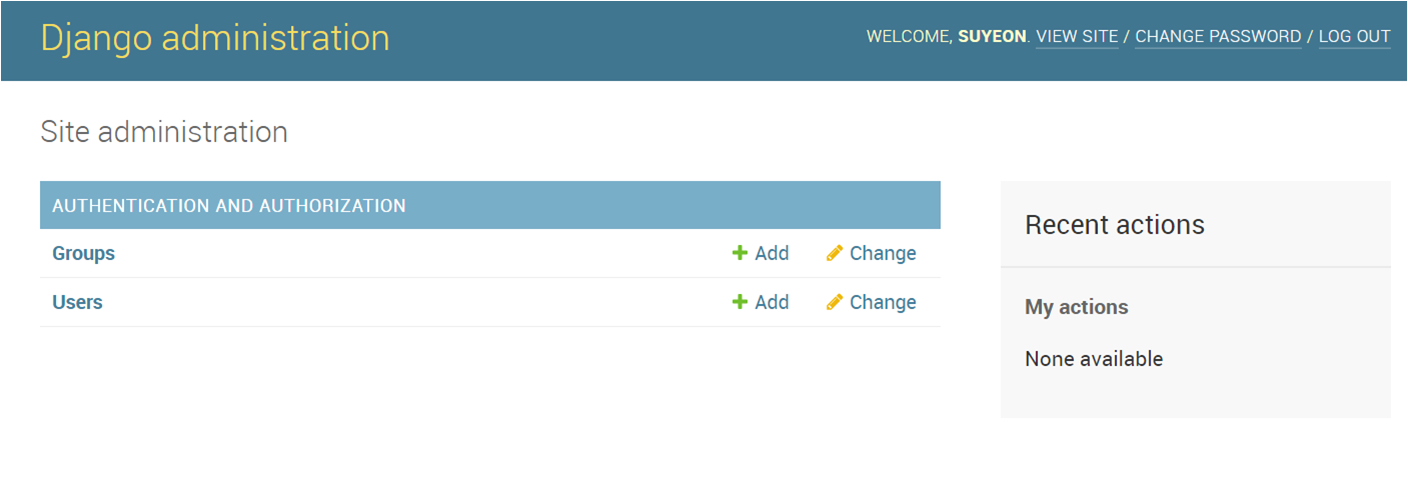 Django administration
WELCOME, SUYEON. VIEW SITE / CHANGE PASSWORD / LOG OUT
Site administration
AUTHENTICATION AND AUTHORIZATION
Groups Add Change
Users Add Change
Recent actions
My actions
None available